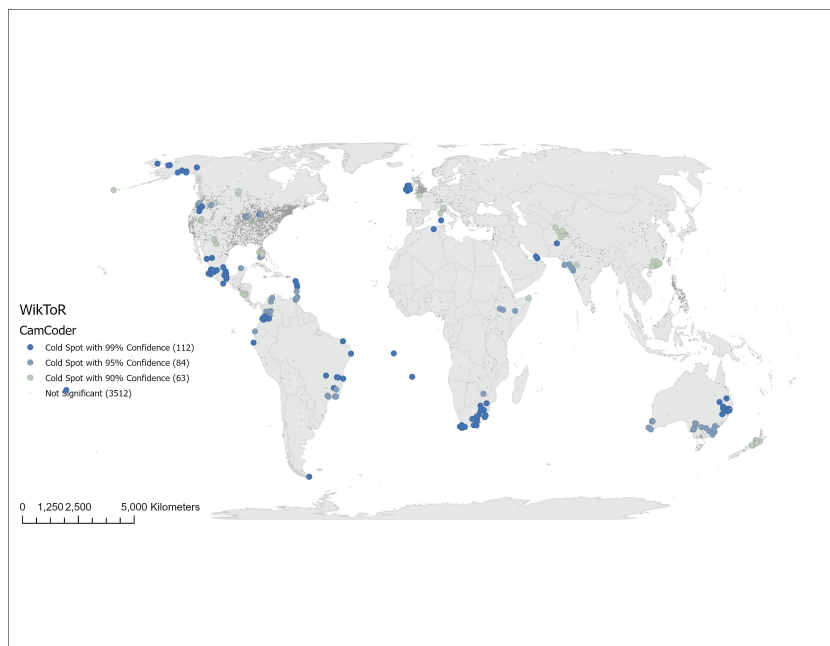 WikToR
CamCoder
Cold Spot with 99% Confidence (112)
Cold Spot with 95% Confidence (84)
Cold Spot with 90% Confidence (63)
Not Significant (3512)
0 1,250 2,500 5,000 Kilometers